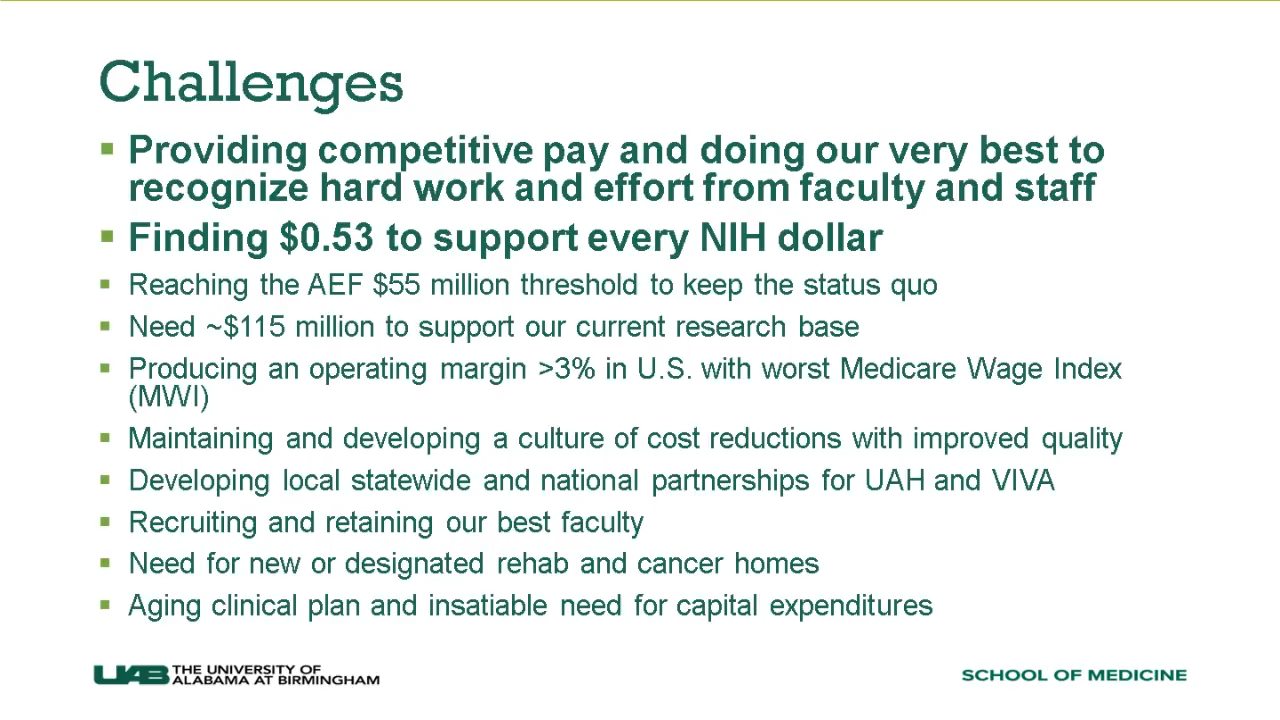 Challenges
▪ Providing competitive pay and doing our very best to
recognize hard work and effort from faculty and staff
▪ Finding $0.53 to support every NIH dollar
▪ Reaching the AEF $55 million threshold to keep the status quo
▪ Need ~$115 million to support our current research base
▪ Producing an operating margin >3% in U.S. with worst Medicare Wage Index
(MWI)
▪ Maintaining and developing a culture of cost reductions with improved quality
▪ Developing local statewide and national partnerships for UAH and VIVA
▪ Recruiting and retaining our best faculty
▪ Need for new or designated rehab and cancer homes
▪ Aging clinical plan and insatiable need for capital expenditures
UAB THE UNIVERSITY OF
ALABAMA AT BIRMINGHAM
SCHOOL OF MEDICINE